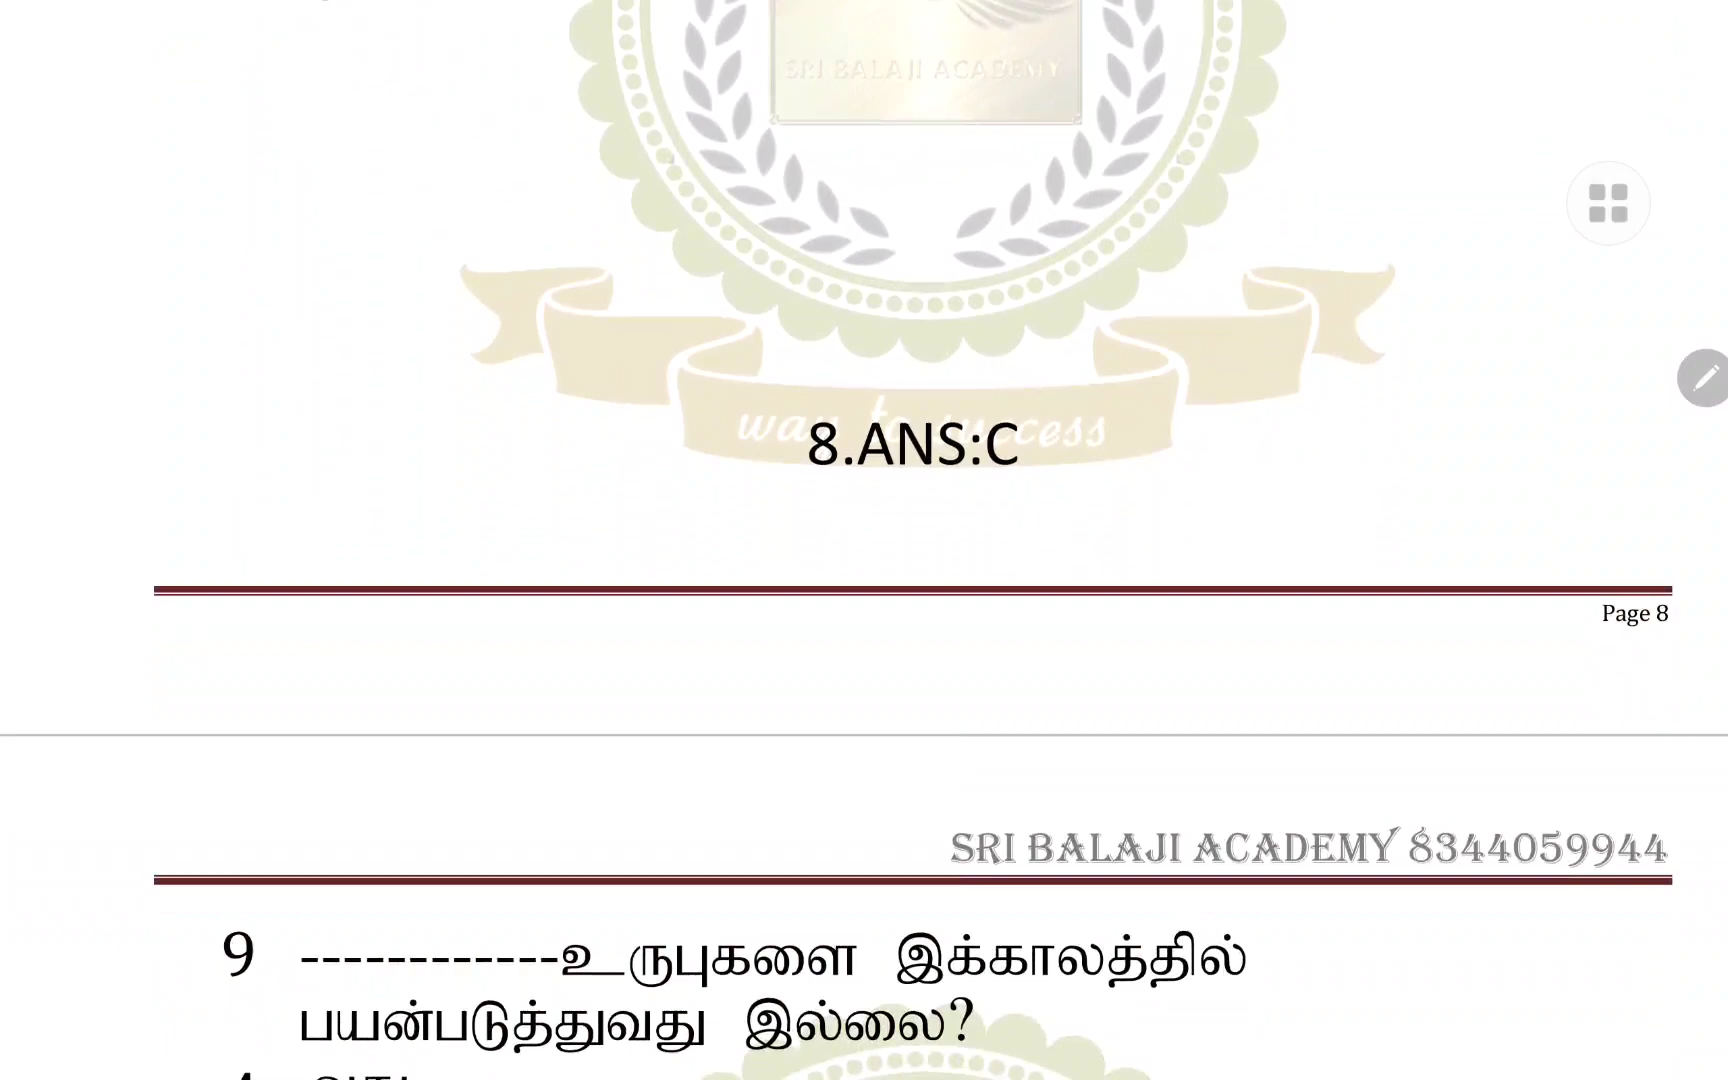 SRI BALAJI ACADEMY
way to success
8.ANS:C
Page 8
SRI BALAJI ACADEMY 8344059944
9 ------------உருபுகளை இக்காலத்தில்
பயன்படுத்துவது இல்லை?